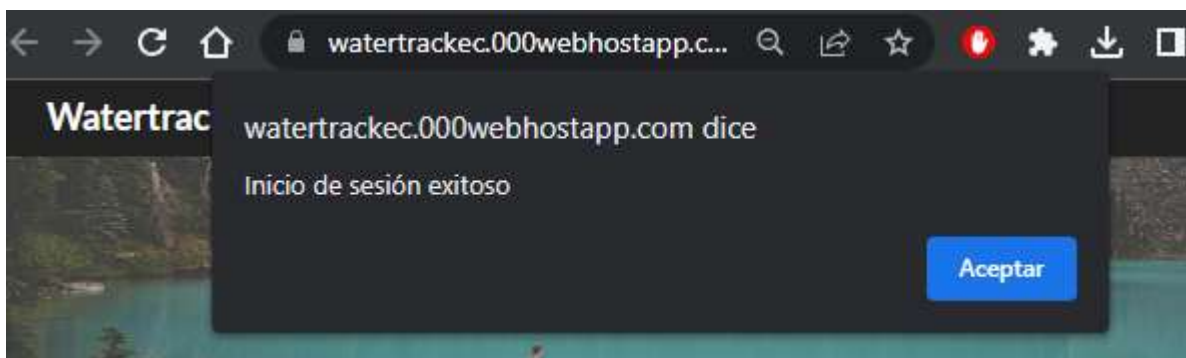 watertrackec.000webhostapp.c...
Watertrac
watertrackec.000webhostapp.com dice
Inicio de sesión exitoso
Aceptar